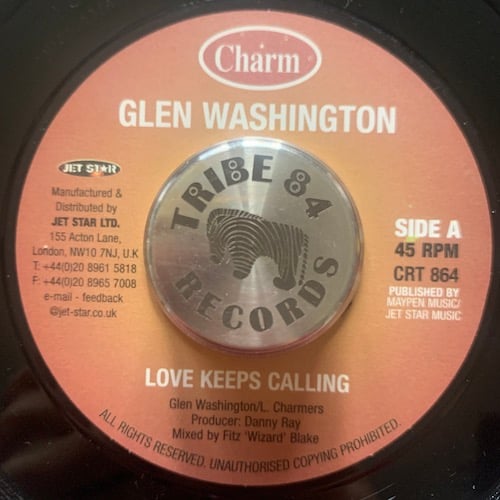 Charm
GLEN WASHINGTON
JET STAR
Manufactured &
Distributed by
JET STAR LTD.
155 Acton Lane,
London, NW10 7NJ, U.K
T: +44(0)20 8961 5818
F: +44(0)20 8965 7008
e-mail - feedback
@jet-star.co.uk
TRIBE 84
RECORDS
SIDE A
45 RPM
CRT 864
PUBLISHED BY
MAYPEN MUSIC/
JET STAR MUSIC
LOVE KEEPS CALLING
Glen Washington/L. Charmers
Producer: Danny Ray
Mixed by Fitz 'Wizard' Blake
ALL RIGHTS RESERVED. UNAUTHORISED COPYING PROHIBITED.